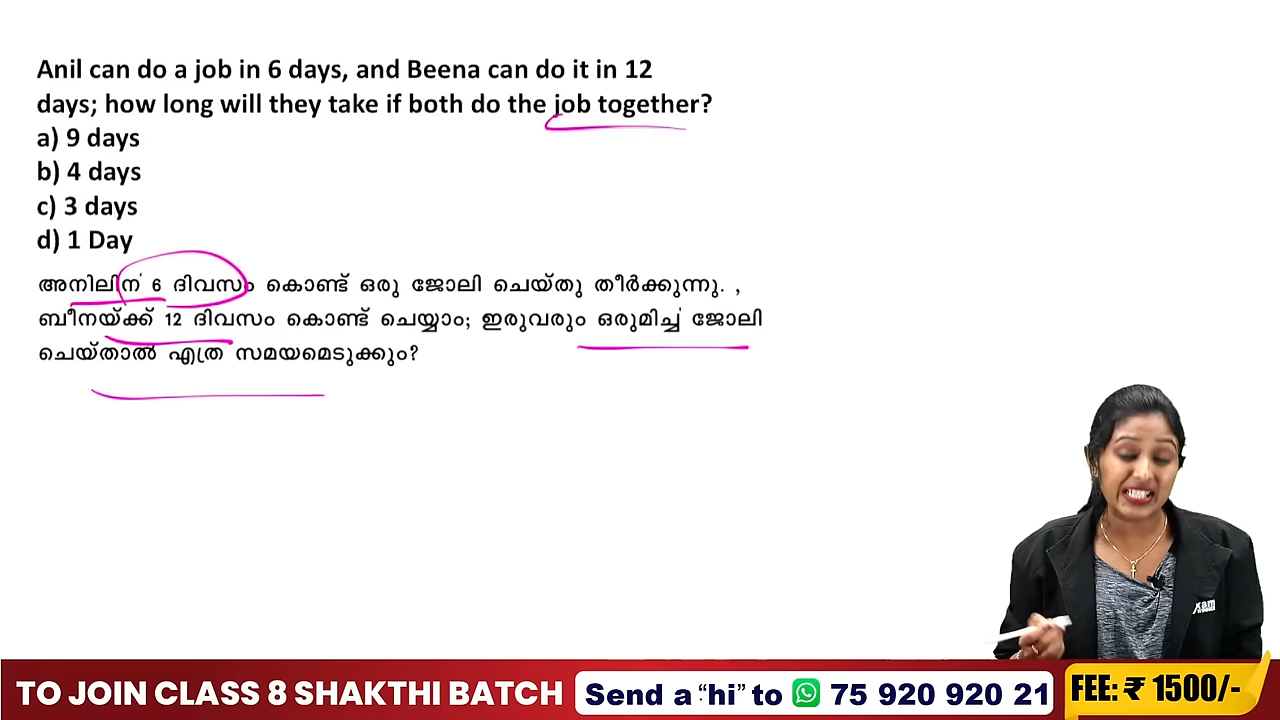 Anil can do a job in 6 days, and Beena can do it in 12
days; how long will they take if both do the job together?
a) 9 days
b) 4 days
c) 3 days
d) 1 Day
അനിലിന് 6 ദിവസം കൊണ്ട് ഒരു ജോലി ചെയ്തു തീർക്കുന്നു. ,
ബീനയ്ക്ക് 12 ദിവസം കൊണ്ട് ചെയ്യാം; ഇരുവരും ഒരുമിച്ച് ജോലി
ചെയ്താൽ എത്ര സമയമെടുക്കും?
TO JOIN CLASS 8 SHAKTHI BATCH
Send a “hi” to 75 920 920 21
FEE: ₹ 1500/-